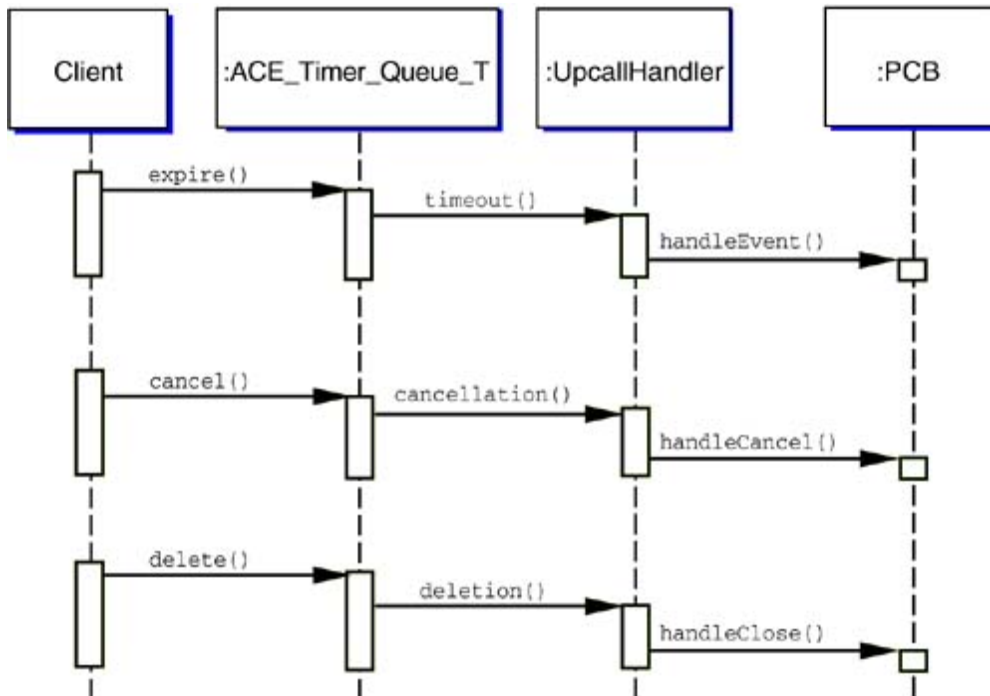 Client
:ACE_Timer_Queue_T
:UpcallHandler
:PCB
expire()
timeout()
handleEvent()
cancel()
cancellation()
handleCancel()
delete()
deletion()
handleClose()